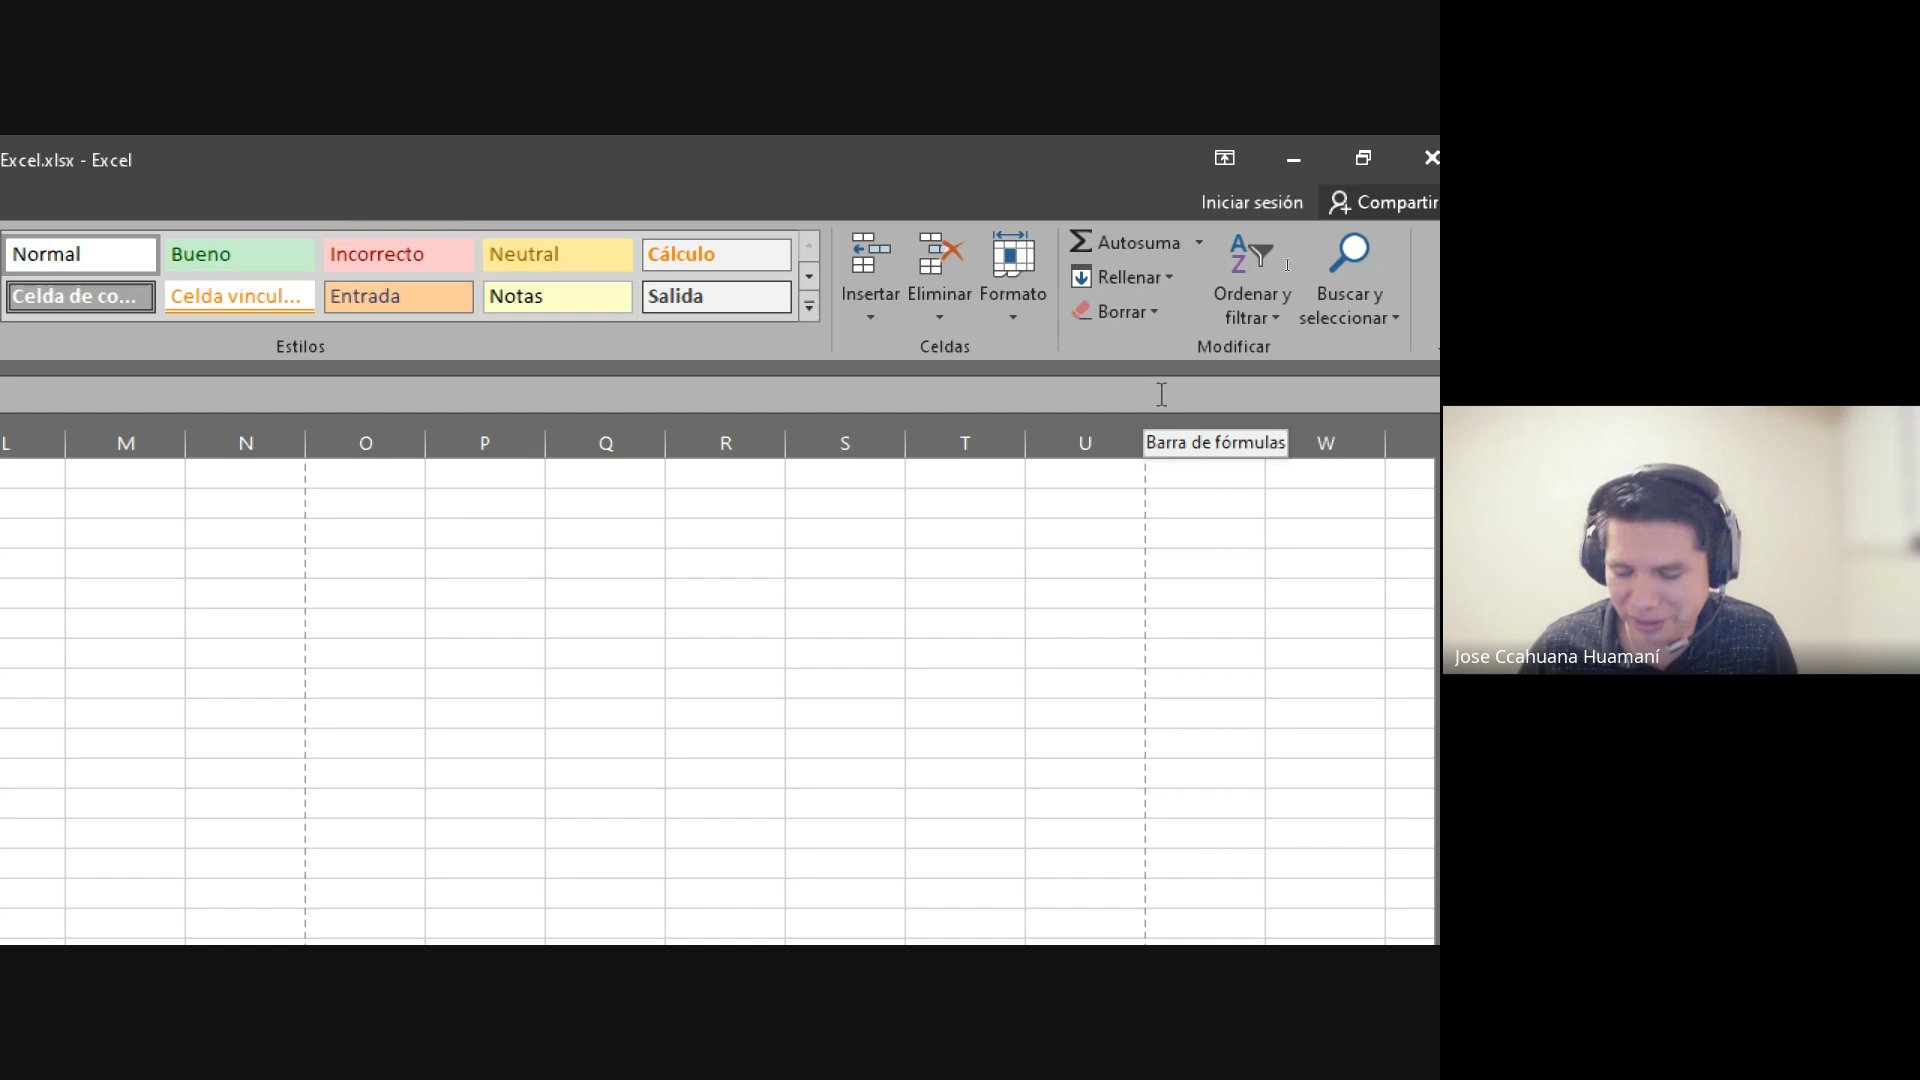 Excel.xlsx - Excel
Iniciar sesión
Compartir
Normal
Bueno
Incorrecto
Neutral
Cálculo
Celda de co...
Celda vincul...
Entrada
Notas
Salida
Insertar
Eliminar
Formato
Autosuma
Rellenar
Borrar
A
Z
Ordenar y
filtrar
Buscar y
seleccionar
Estilos
Celdas
Modificar
L M N O P Q R S T U Barra de fórmulas W
Jose Ccahuana Huamaní